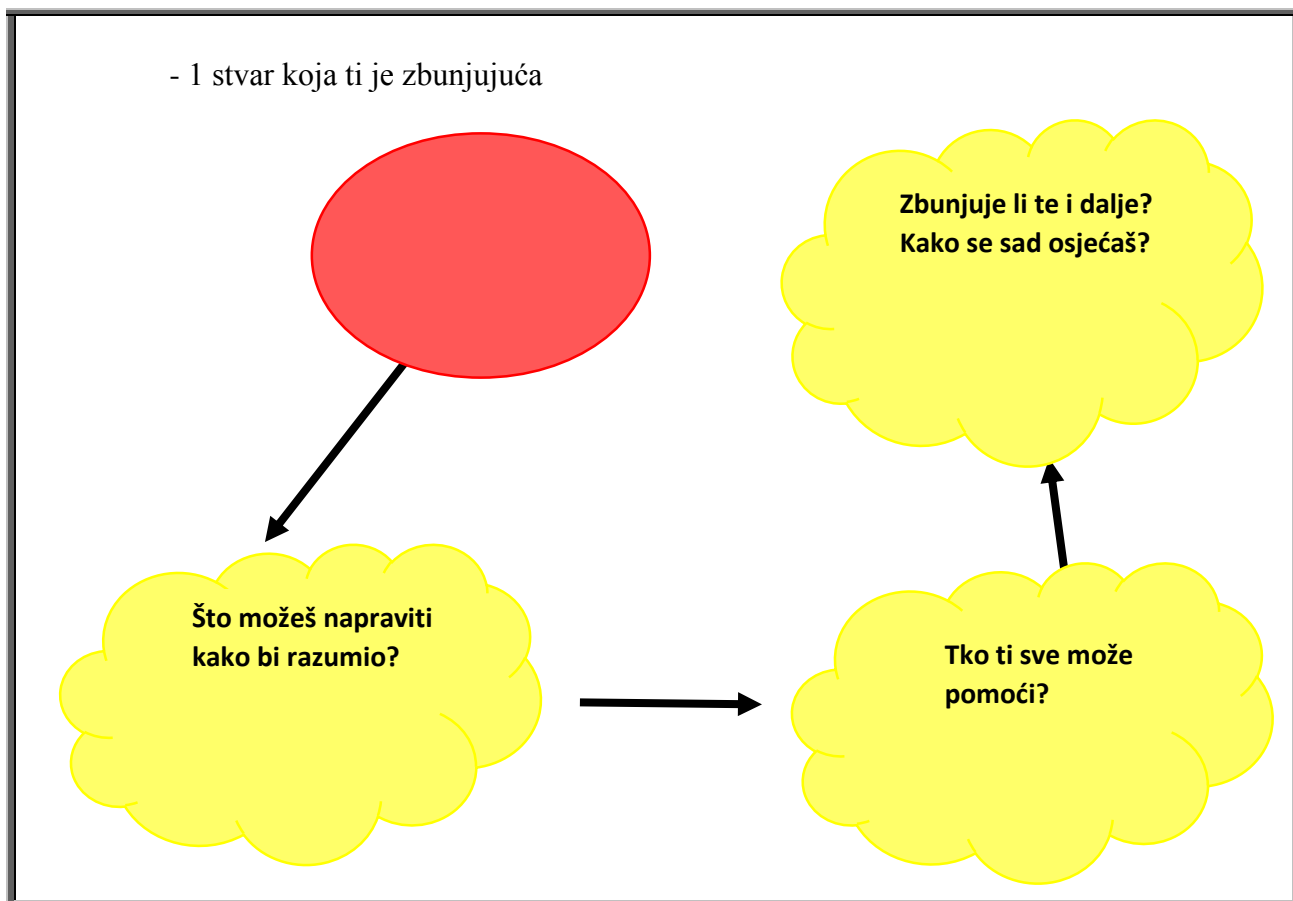 - 1 stvar koja ti je zbunjujuća
Što možeš napraviti
kako bi razumio?
Tko ti sve može
pomoći?
Zbunjuje li te i dalje?
Kako se sad osjećaš?